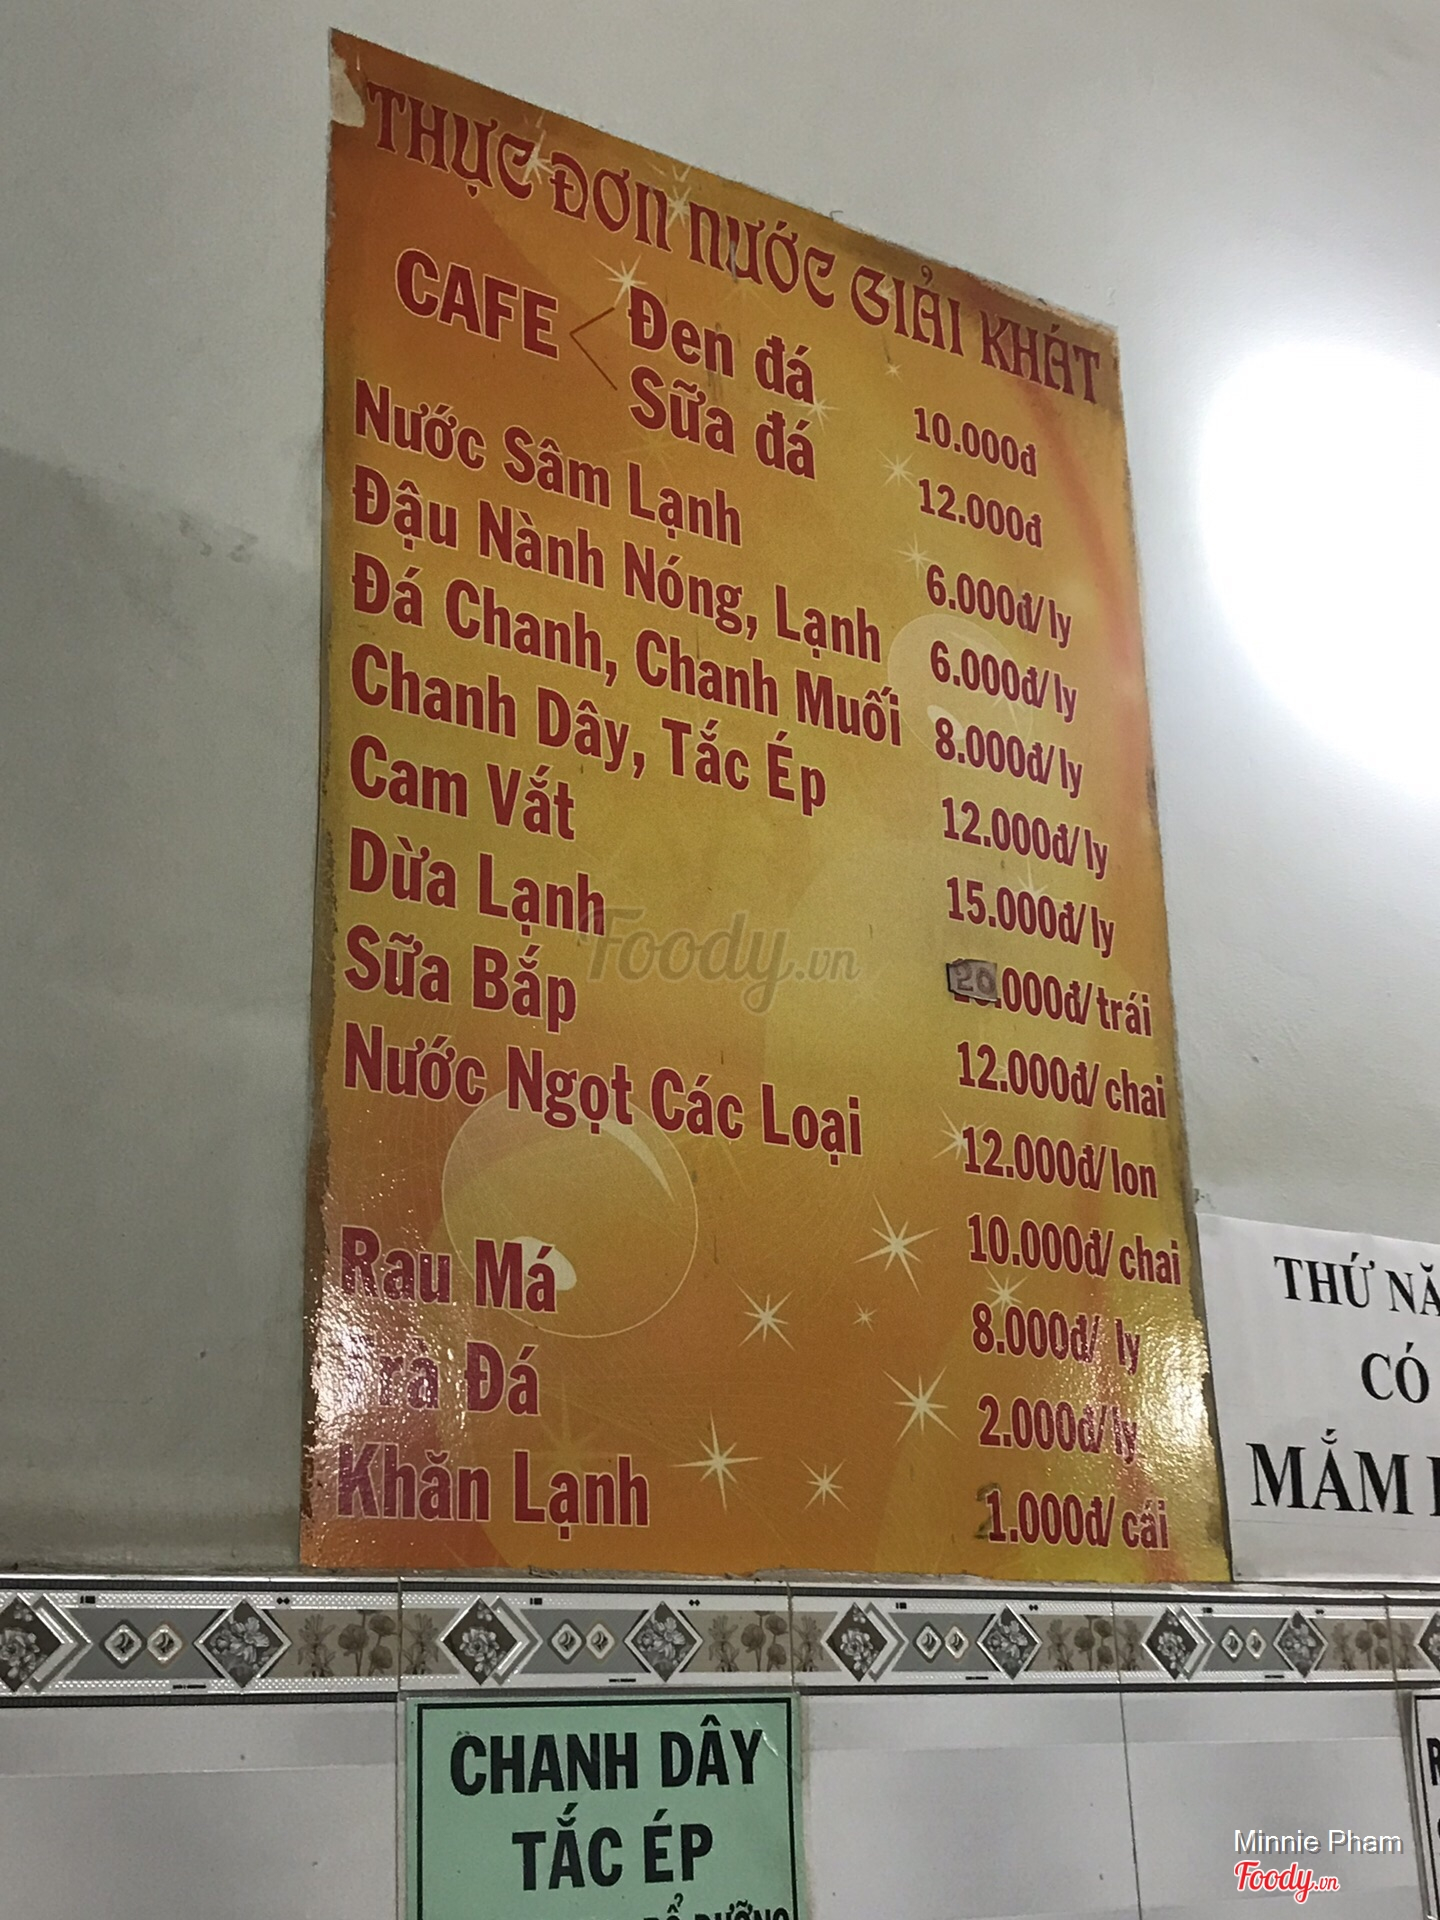 THỰC ĐƠN NƯỚC GIẢI KHÁT
CAFE Đen đá 10.000đ
Sữa đá 12.000đ
Nước Sâm Lạnh 6.000đ/ly
Đậu Nành Nóng, Lạnh 6.000đ/ly
Đá Chanh, Chanh Muối 8.000đ/ly
Chanh Dây, Tắc Ép 12.000đ/ly
Cam Vắt 15.000đ/ly
Dừa Lạnh 20.000đ/trái
Sữa Bắp 12.000đ/chai
Nước Ngọt Các Loại 12.000đ/lon
10.000đ/chai
Rau Má 8.000đ/ ly
Trà Đá 2.000đ/ly
Khăn Lạnh 1.000đ/cái
Foody.vn
THỨ NĂ
CÓ
MẮM
CHANH DÂY
TẮC ÉP
BỔ DƯỠNG
Minnie Pham
Foody.vn